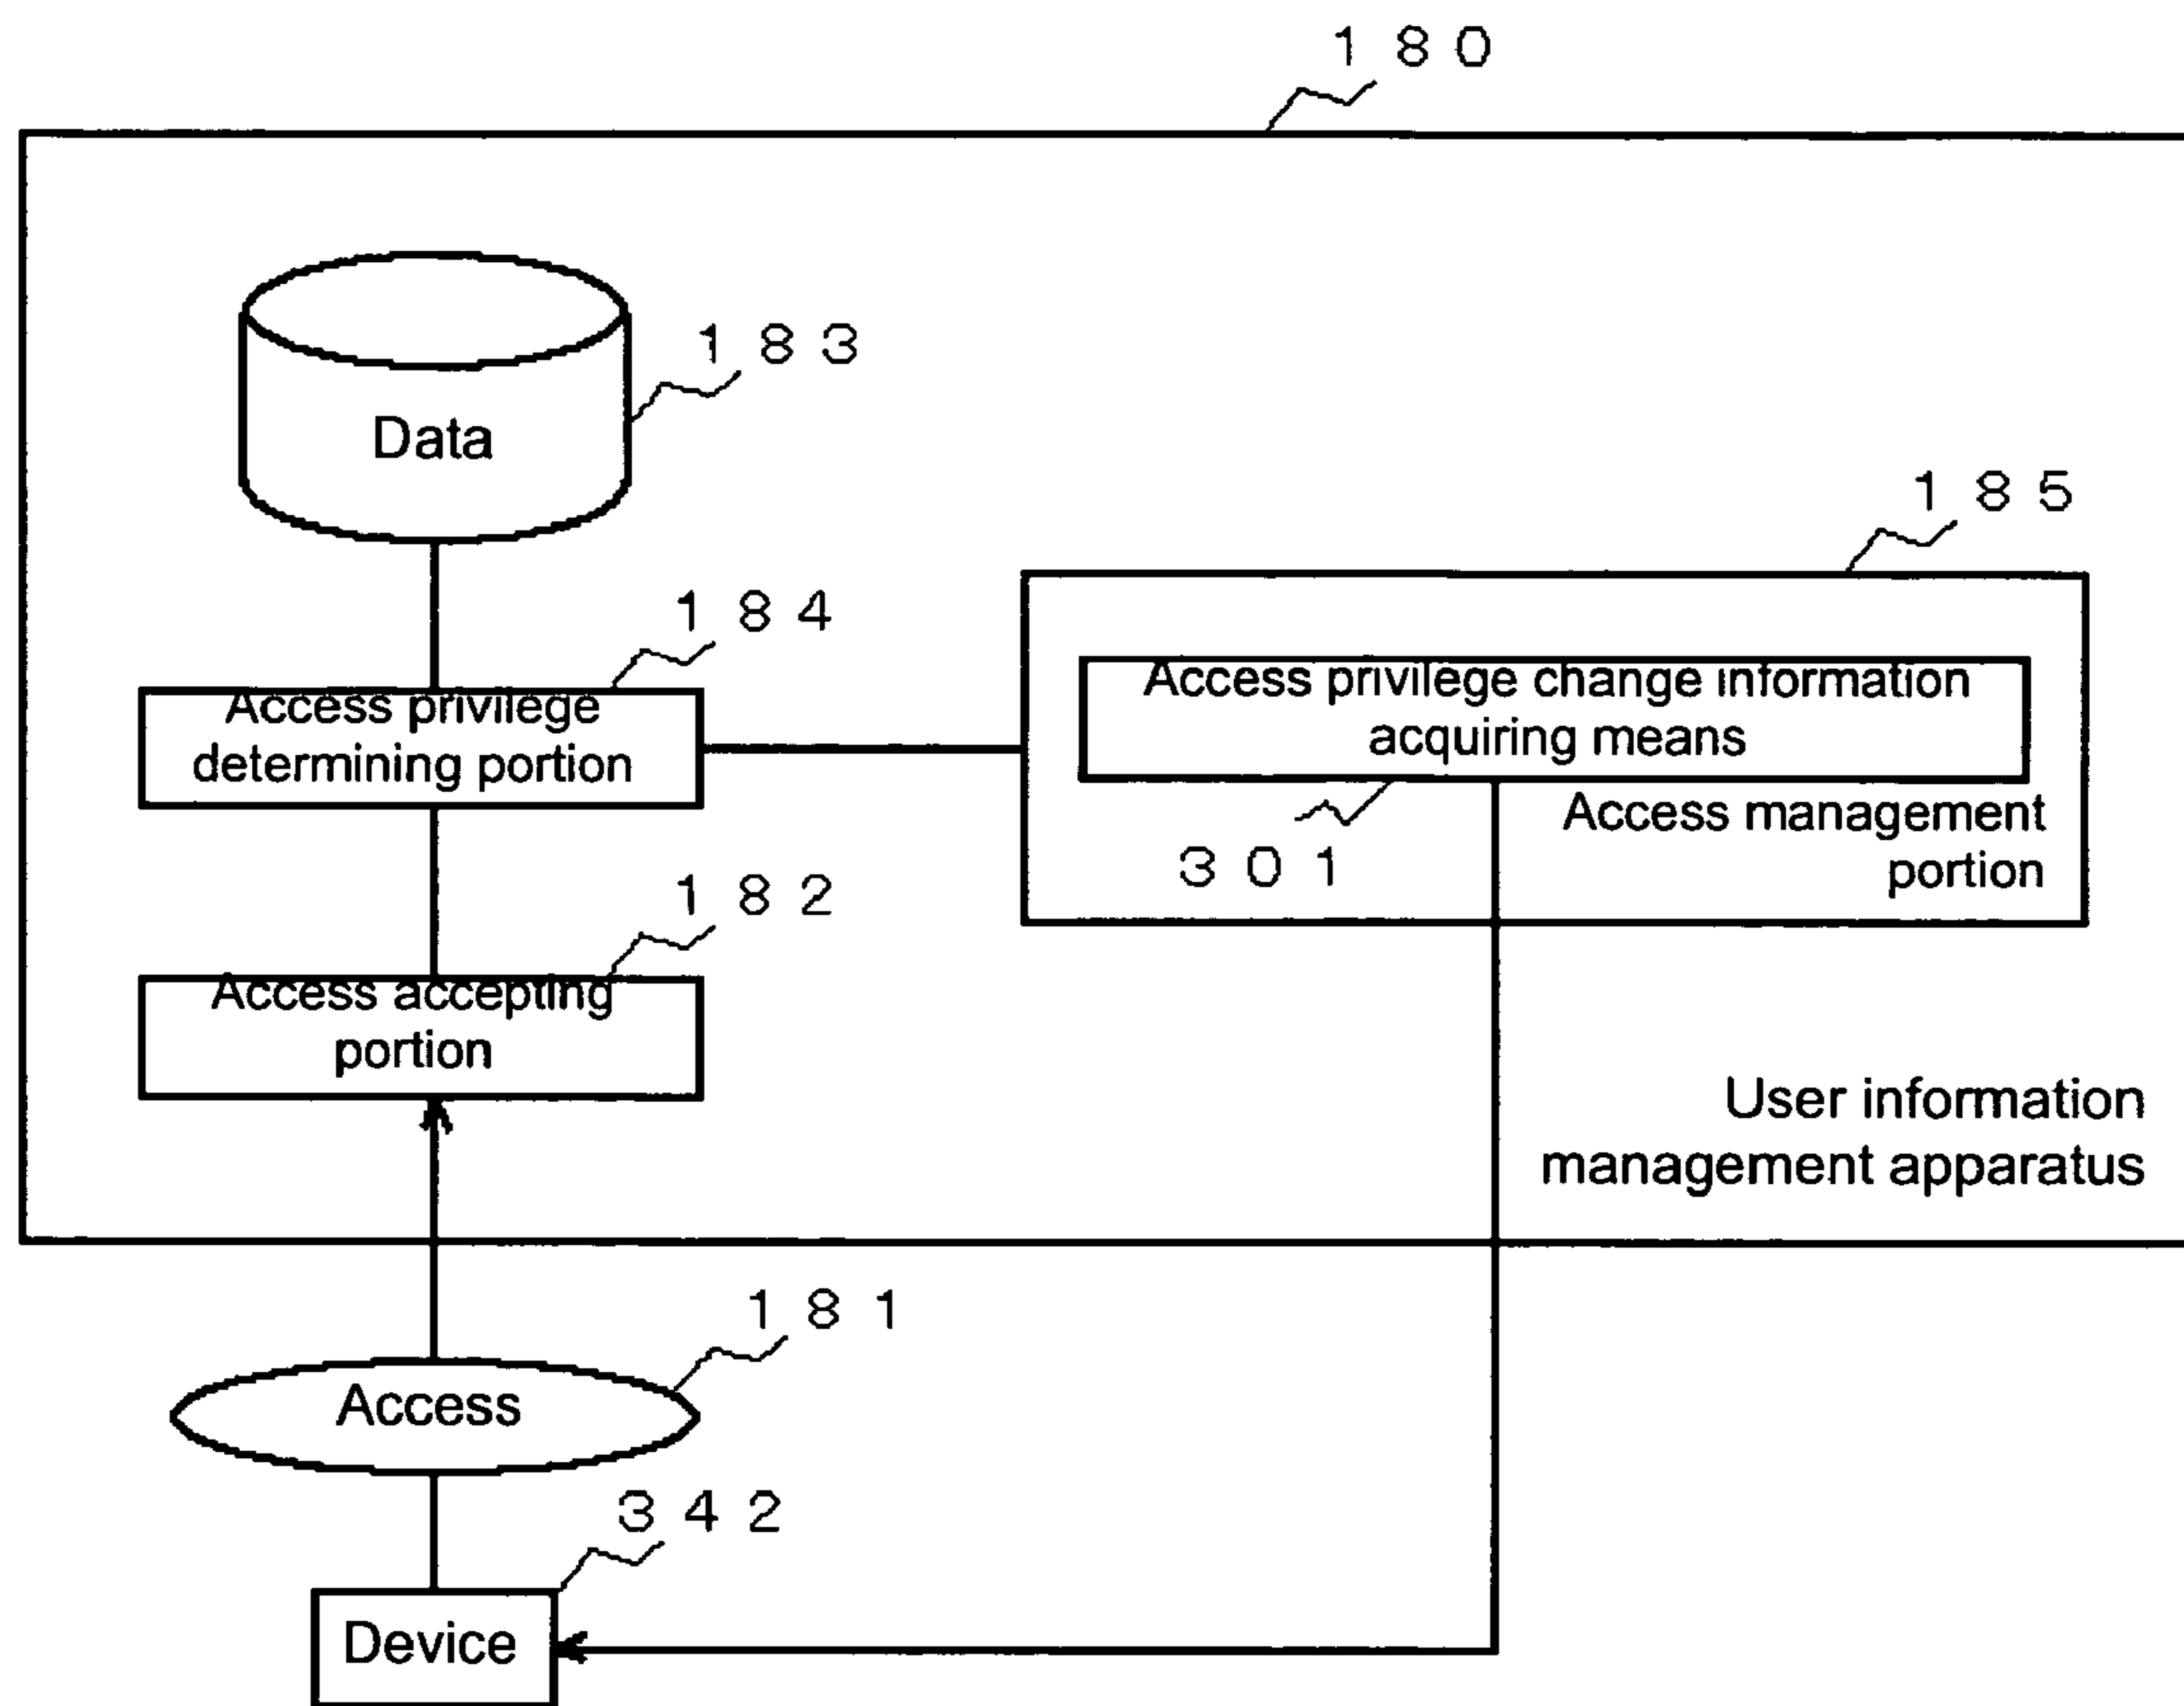 180
183
Data
185
184
Access privilege
determining portion
Access privilege change information
acquiring means
301
Access management
portion
182
Access accepting
portion
User information
management apparatus
181
Access
342
Device